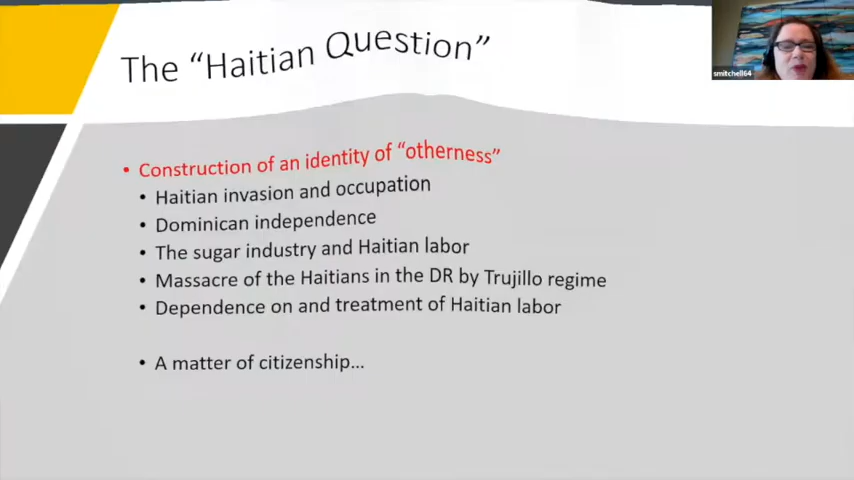 The "Haitian Question"
smitchell64
• Construction of an identity of "otherness"
• Haitian invasion and occupation
• Dominican independence
• The sugar industry and Haitian labor
• Massacre of the Haitians in the DR by Trujillo regime
• Dependence on and treatment of Haitian labor
• A matter of citizenship...